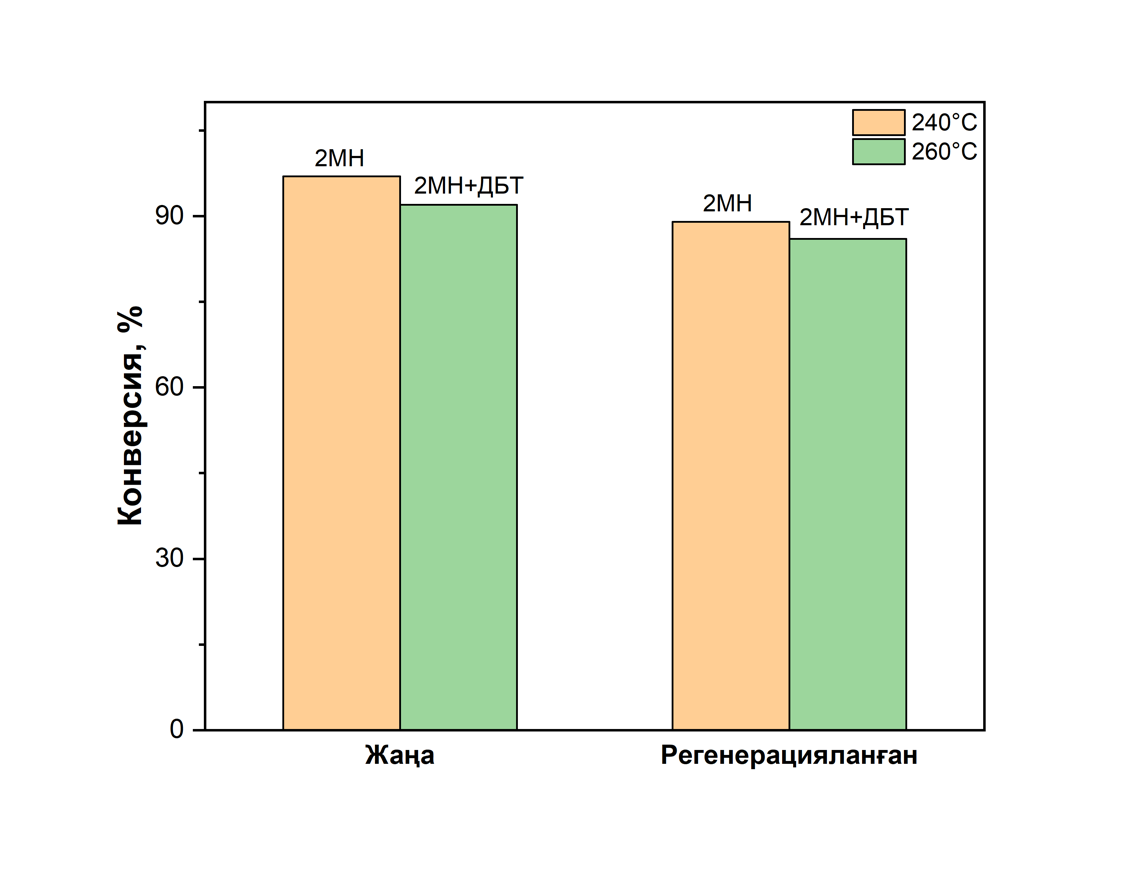 240°C
260°C
2МН
2МН+ДБТ
2МН
2МН+ДБТ
90
60
30
0
Конверсия, %
Жаңа
Регенерацияланған